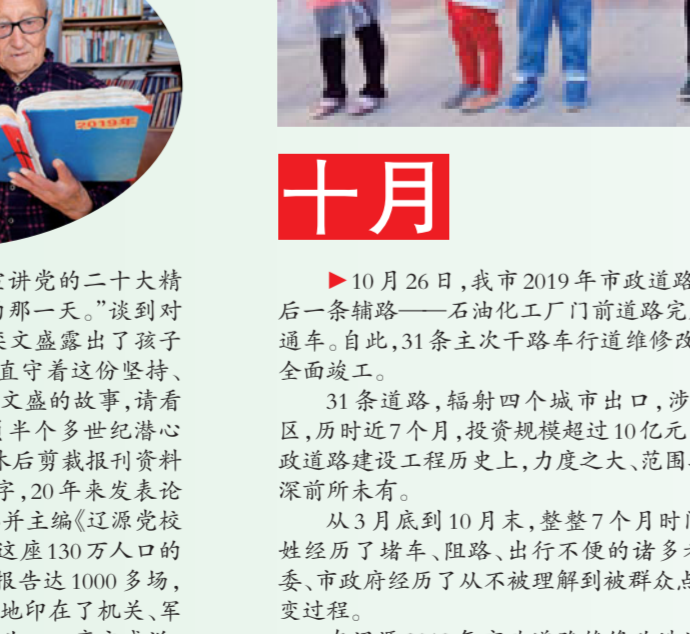 2019年
讲党的二十大精
那一天。”谈到对
文盛露出了孩子
直守着这份坚持、
文盛的故事,请看
半个多世纪潜心
休后剪裁报刊资料
字,20年来发表论
并主编《辽源党校
这座130万人口的
报告达1000多场,
地印在了机关、军
十月
▶10月26日,我市2019年市政道路
后一条辅路——石油化工厂门前道路完
通车。自此,31条主次干路车行道维修改
全面竣工。
31条道路,辐射四个城市出口,涉
区,历时近7个月,投资规模超过10亿元
政道路建设工程历史上,力度之大、范围
深前所未有。
从3月底到10月末,整整7个月时间
姓经历了堵车、阻路、出行不便的诸多
委、市政府经历了从不被理解到被群众点
变过程。